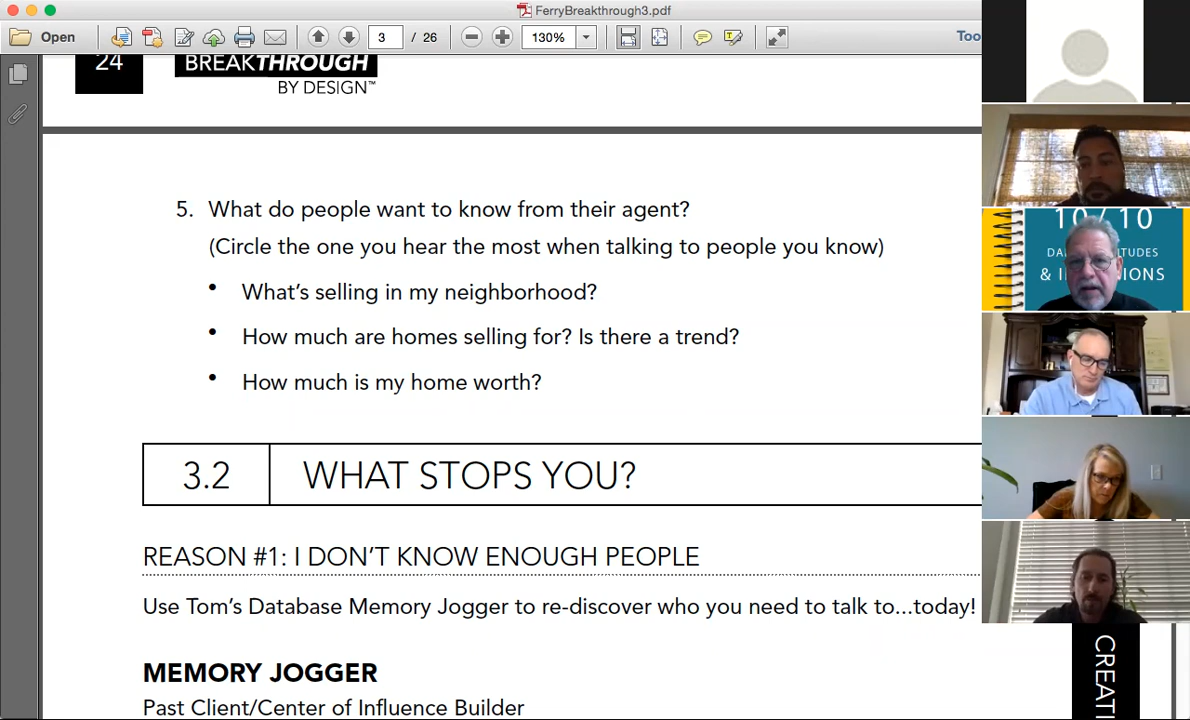 FerryBreakthrough3.pdf
Open
3
/ 26
130%
Too
24
BREAKTHROUGH
BY DESIGN™
5. What do people want to know from their agent?
(Circle the one you hear the most when talking to people you know)
• What's selling in my neighborhood?
• How much are homes selling for? Is there a trend?
• How much is my home worth?
3.2 WHAT STOPS YOU?
REASON #1: I DON'T KNOW ENOUGH PEOPLE
Use Tom's Database Memory Jogger to re-discover who you need to talk to...today!
MEMORY JOGGER
Past Client/Center of Influence Builder
CREATI
10/10